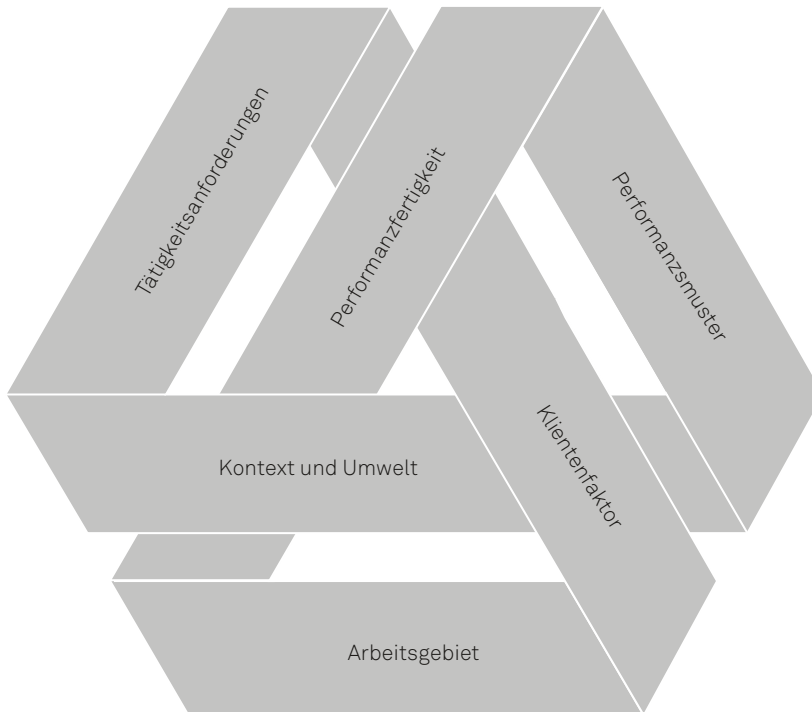 Tätigkeitsanforderungen
Performanzfertigkeit
Performanzsmuster
Kontext und Umwelt
Klientenfaktor
Arbeitsgebiet